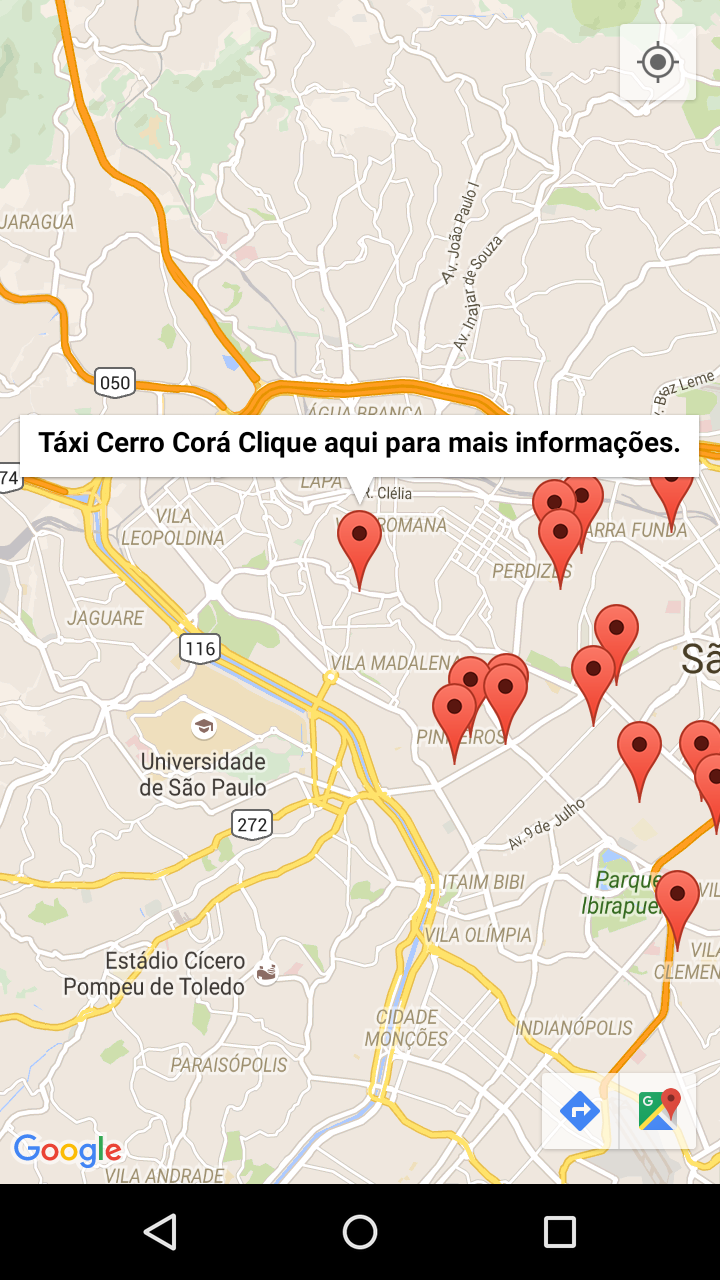 JARAGUA
Av. João Paulo I
Av. Inajar de Souza
050
Braz Leme
ÁGUA BRANCA
Táxi Cerro Corá Clique aqui para mais informações.
74
LAPA
R. Clélia
VILA
LEOPOLDINA
ROMANA
ARRA FUNDA
PERDIZES
JAGUARE
116
VILA MADALENA
Sã
PINHEIROS
Universidade
de São Paulo
272
Av. 9 de Julho
ITAIM BIBI
Parque
Ibirapue
VIL
VILA OLÍMPIA
VILA
CLEMEN
Estádio Cícero
Pompeu de Toledo
CIDADE
MONÇÕES
INDIANÓPOLIS
PARAISÓPOLIS
G
Google
VILA ANDRADE